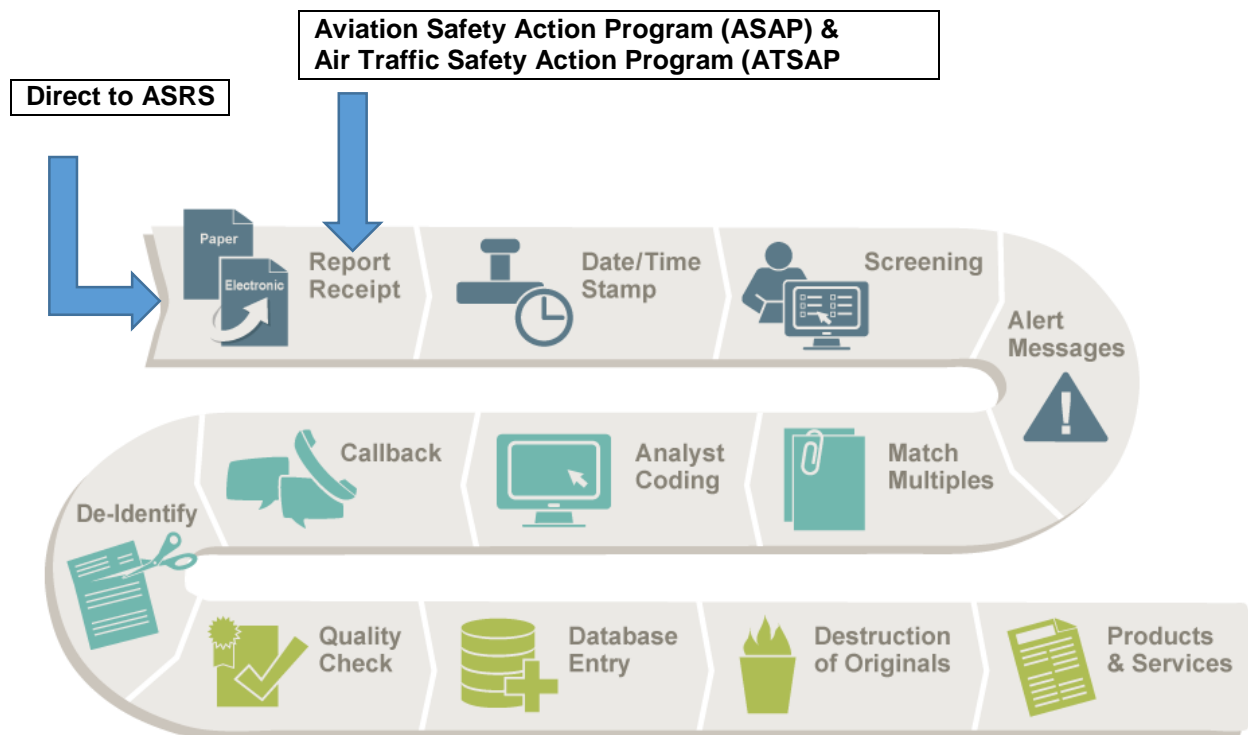 Aviation Safety Action Program (ASAP) &
Air Traffic Safety Action Program (ATSAP
Direct to ASRS
Paper
Electronic
Report
Receipt
Date/Time
Stamp
Screening
Alert
Messages
Match
Multiples
Analyst
Coding
Callback
De-Identify
Quality
Check
Database
Entry
Destruction
of Originals
Products
& Services